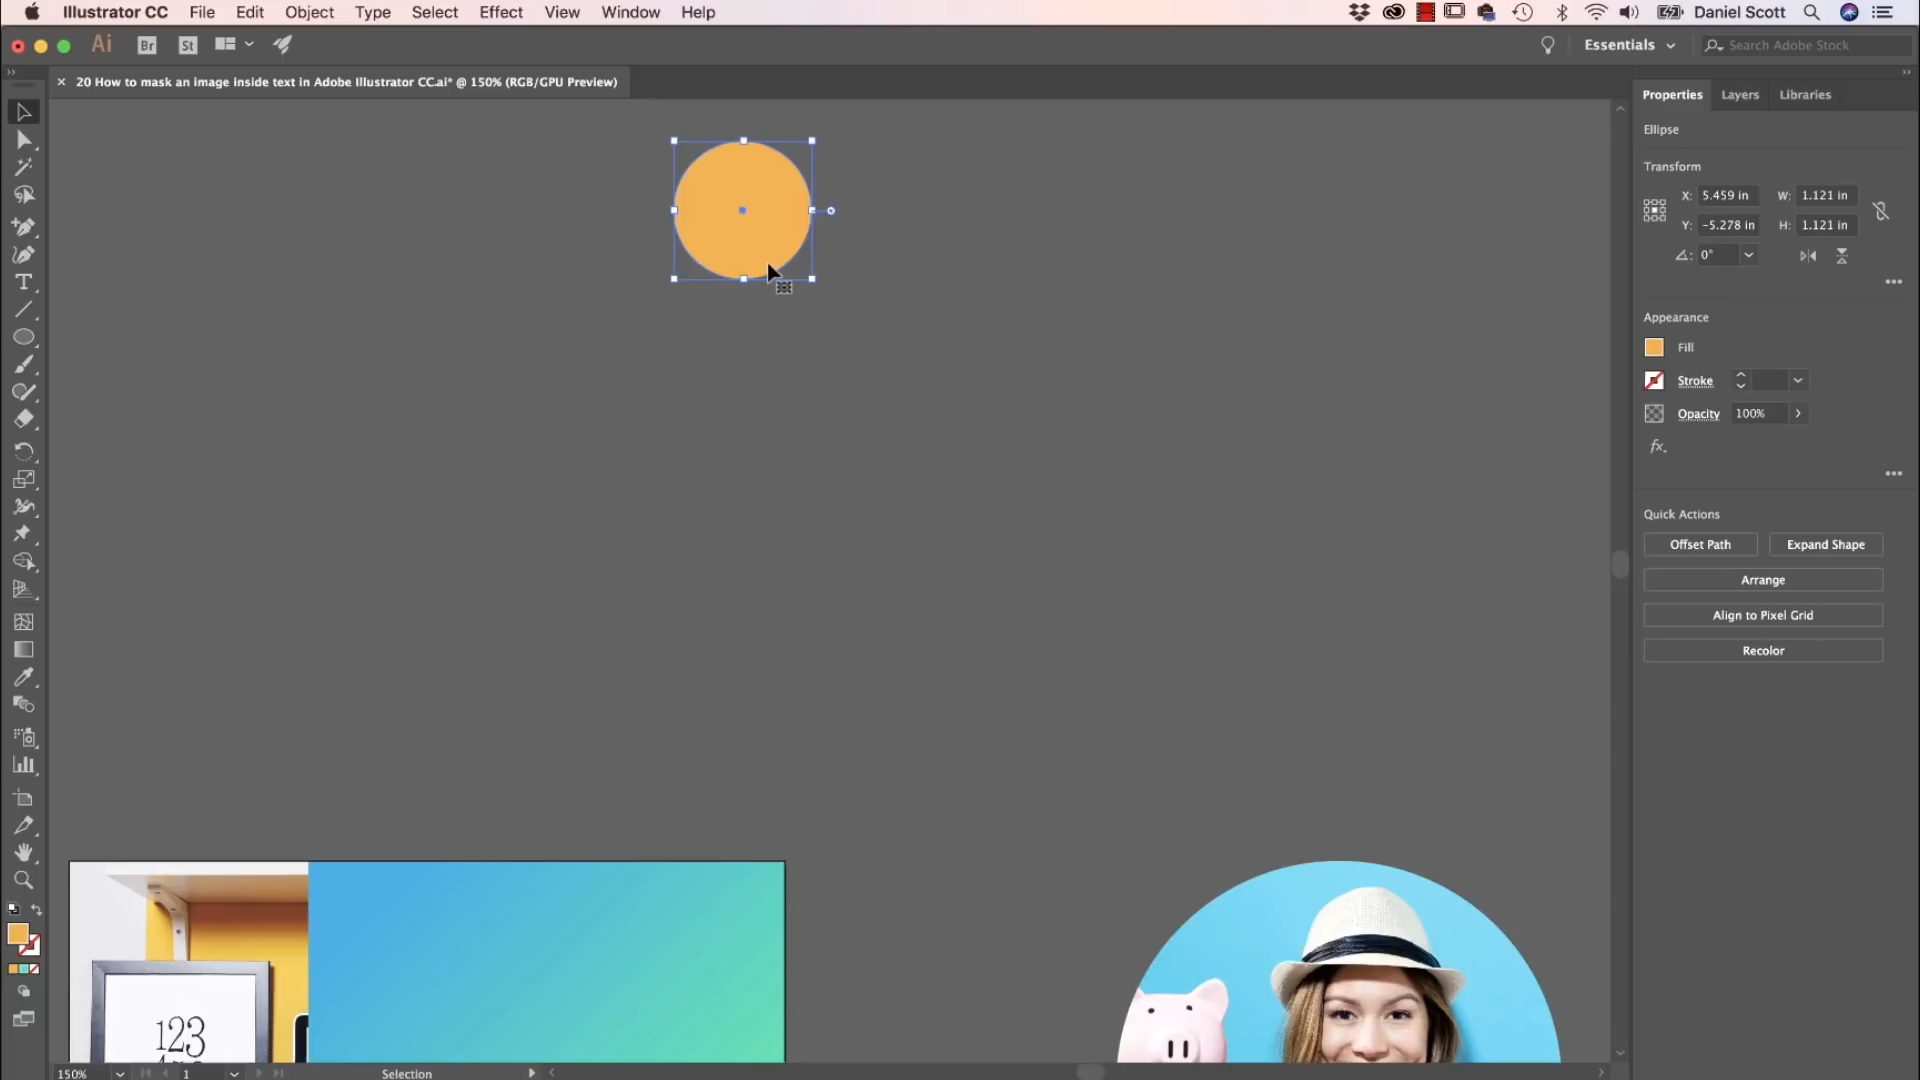 Illustrator CC File Edit Object Type Select Effect View Window Help Daniel Scott
Ai Br St Essentials Search Adobe Stock
× 20 How to mask an image inside text in Adobe Illustrator CC.ai* @ 150% (RGB/GPU Preview)
Properties Layers Libraries
Ellipse
Transform
X: 5.459 in W: 1.121 in
Y: -5.278 in H: 1.121 in
0°
Appearance
Fill
Stroke
Opacity 100%
fx
Quick Actions
Offset Path Expand Shape
Arrange
Align to Pixel Grid
Recolor
123
150% 1 Selection